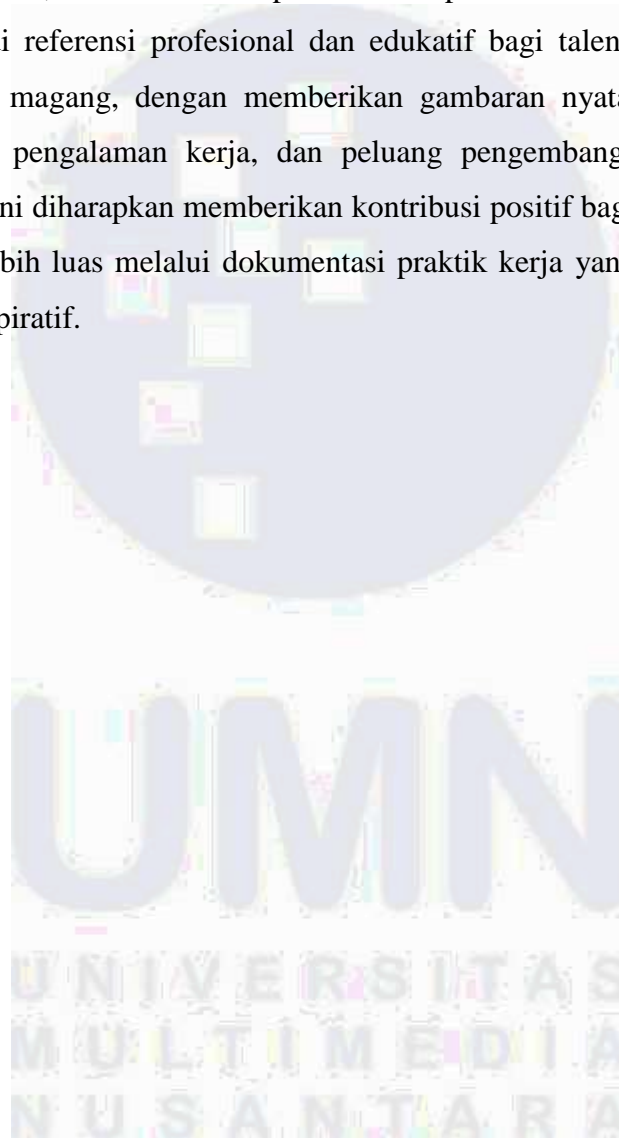 i referensi profesional dan edukatif bagi talen
magang, dengan memberikan gambaran nyata
pengalaman kerja, dan peluang pengembang
ni diharapkan memberikan kontribusi positif bag
bih luas melalui dokumentasi praktik kerja yan
piratif.
UMN
UNIVERSITAS
MULTIMEDIA
NUSANTARA